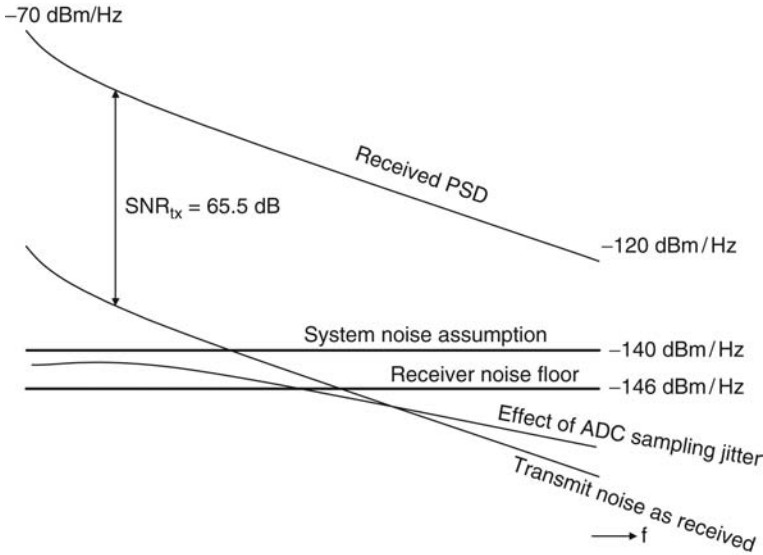 −70 dBm/Hz
Received PSD
SNRtx = 65.5 dB
−120 dBm/Hz
System noise assumption
−140 dBm/Hz
Receiver noise floor
−146 dBm/Hz
Effect of ADC sampling jitter
Transmit noise as received
f